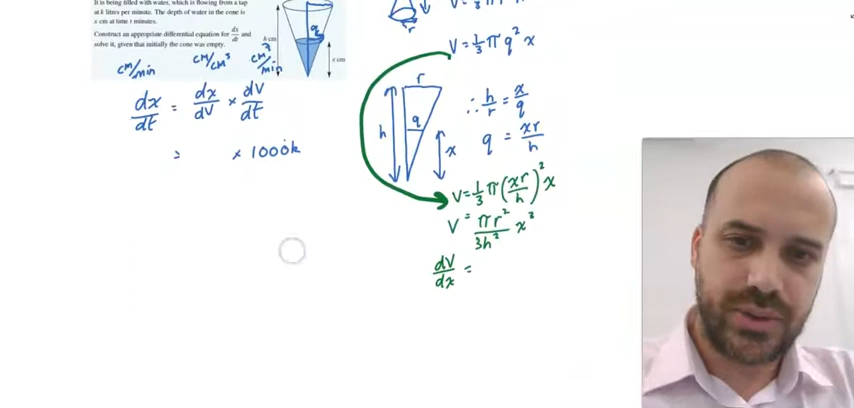 It is being filled with water, which is flowing from a tap
at k litres per minute. The depth of water in the cone is
x cm at time t minutes.
Construct an appropriate differential equation for dx/dt and
solve it, given that initially the cone was empty.
h cm
x cm
q
cm/min cm/cm³ cm³/min
dx/dt = dx/dV × dV/dt
= × 1000k
V = 1/3 π q² x
r
h
q
x
∴ h/r = x/q
q = xr/h
V = 1/3 π (xr/h)² x
V = πr²/3h² x³
dV/dx =